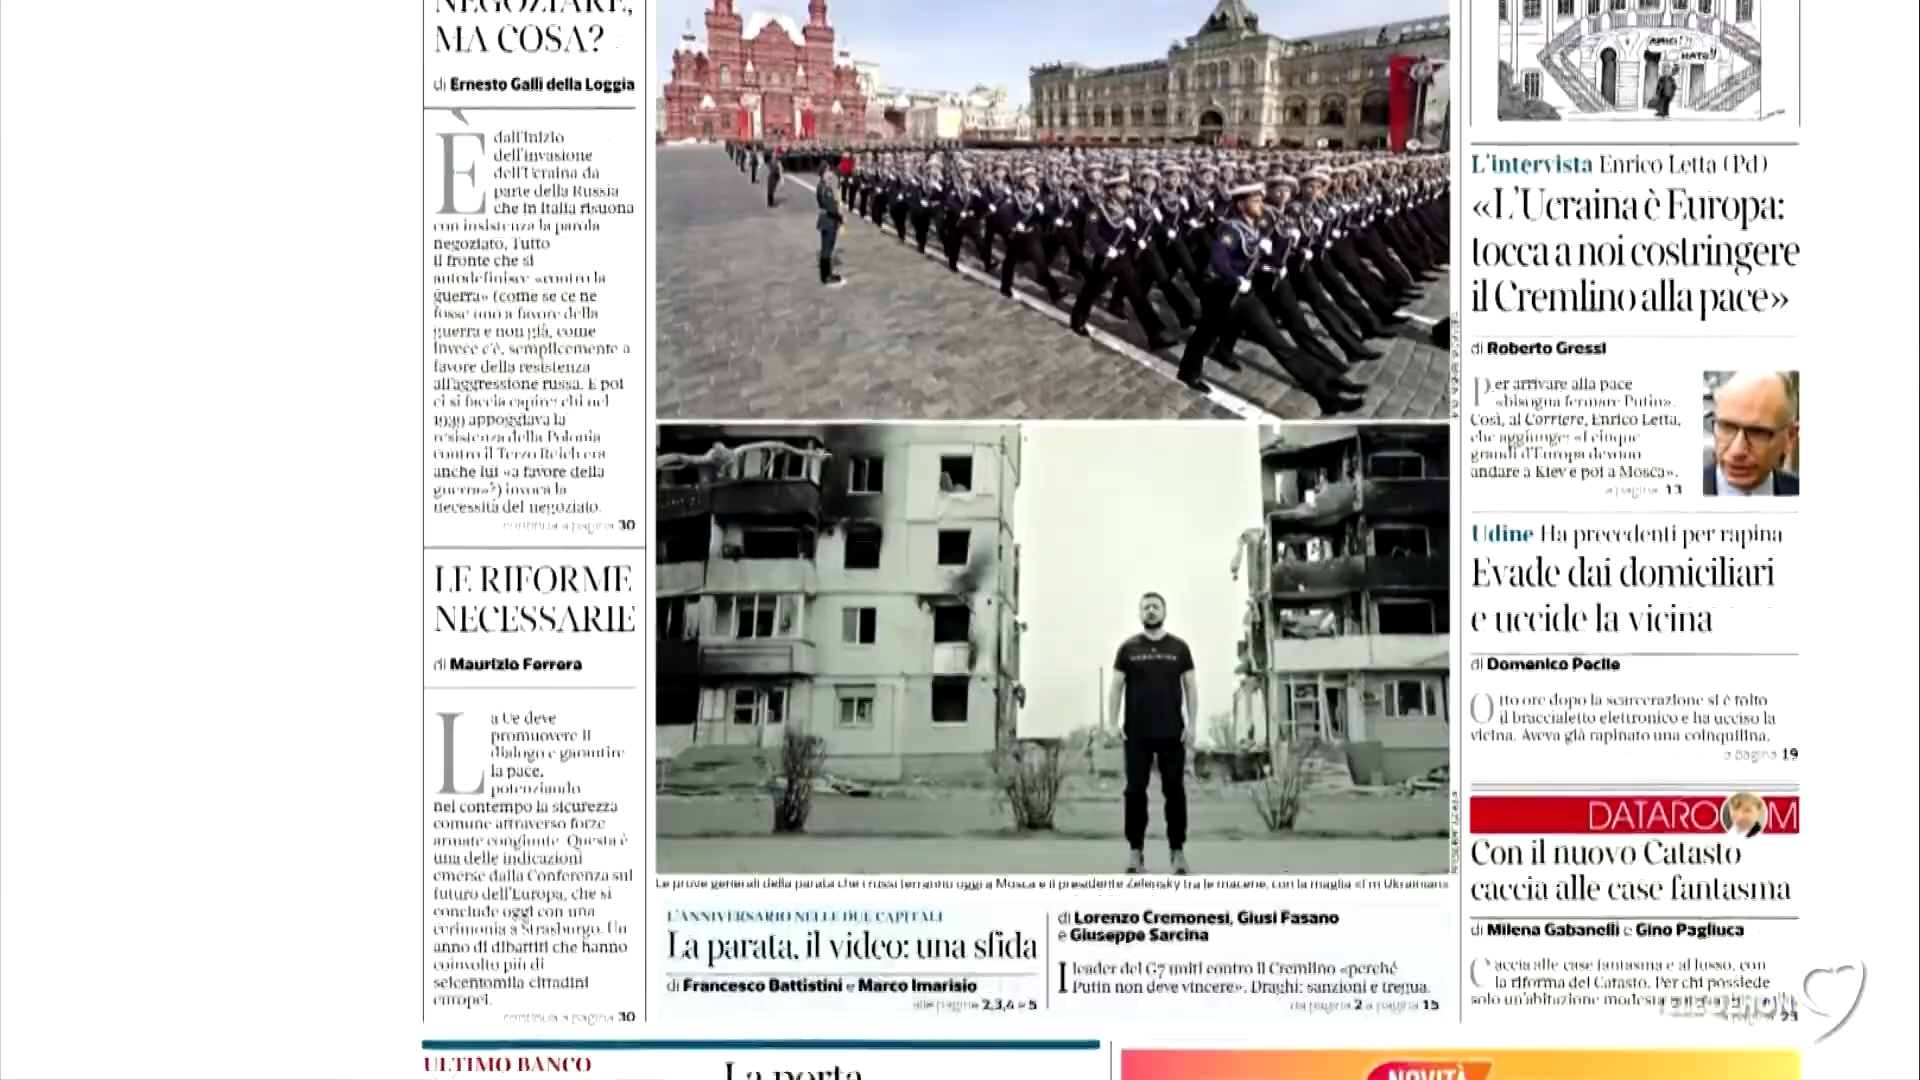 NEGOZIARE,
MA COSA?
di Ernesto Galli della Loggia
È dall'inizio
dell'invasione
dell'Ucraina da
parte della Russia
che in Italia risuona
con insistenza la parola
negoziato. Tutto
il fronte che si
autodefinisce «contro la
guerra» (come se ce ne
fosse uno a favore della
guerra e non già, come
invece c'è, semplicemente a
favore della resistenza
all'aggressione russa. E poi
ci si faccia capire: chi nel
1939 appoggiava la
resistenza della Polonia
contro il Terzo Reich era
anche lui «a favore della
guerra»?) invoca la
necessità del negoziato.
continua a pagina 30
LE RIFORME
NECESSARIE
di Maurizio Ferrera
La Ue deve
promuovere il
dialogo e garantire
la pace,
potenziando
nel contempo la sicurezza
comune attraverso forze
armate congiunte. Questa è
una delle indicazioni
emerse dalla Conferenza sul
futuro dell'Europa, che si
conclude oggi con una
cerimonia a Strasburgo. Un
anno di dibattiti che hanno
coinvolto più di
seicentomila cittadini
europei.
continua a pagina 30
Le prove generali della parata che i russi terranno oggi a Mosca e il presidente Zelensky tra le macerie, con la maglia «I'm Ukrainian»
L'ANNIVERSARIO NELLE DUE CAPITALI
La parata, il video: una sfida
di Francesco Battistini e Marco Imarisio
alle pagine 2,3,4 e 5
di Lorenzo Cremonesi, Giusi Fasano
e Giuseppe Sarcina
I leader del G7 uniti contro il Cremlino «perché
Putin non deve vincere». Draghi: sanzioni e tregua.
da pagina 2 a pagina 15
L'intervista Enrico Letta (Pd)
«L'Ucraina è Europa:
tocca a noi costringere
il Cremlino alla pace»
di Roberto Gressi
Per arrivare alla pace
«bisogna fermare Putin».
Così, al Corriere, Enrico Letta,
che aggiunge: «I cinque
grandi d'Europa devono
andare a Kiev e poi a Mosca».
a pagina 13
Udine Ha precedenti per rapina
Evade dai domiciliari
e uccide la vicina
di Domenico Pecile
Otto ore dopo la scarcerazione si è tolto
il braccialetto elettronico e ha ucciso la
vicina. Aveva già rapinato una coinquilina.
a pagina 19
DATAROOM
Con il nuovo Catasto
caccia alle case fantasma
di Milena Gabanelli e Gino Pagliuca
Caccia alle case fantasma e al lusso, con
la riforma del Catasto. Per chi possiede
solo un'abitazione modesta
23
TELEGENOVA
ULTIMO BANCO
La porta
NOVITÀ